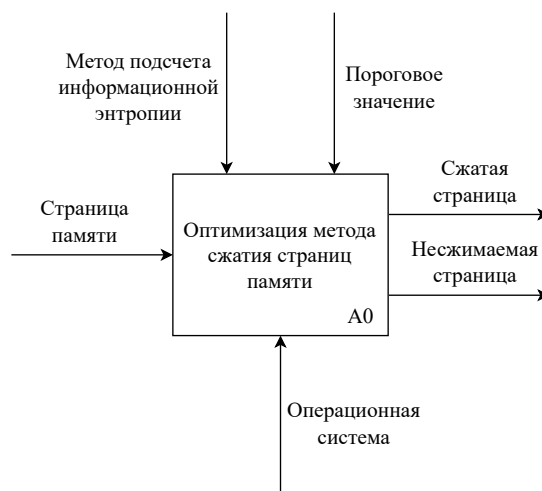 Метод подсчета
информационной
энтропии
Пороговое
значение
Страница
памяти
Оптимизация метода
сжатия страниц
памяти
А0
Сжатая
страница
Несжимаемая
страница
Операционная
система